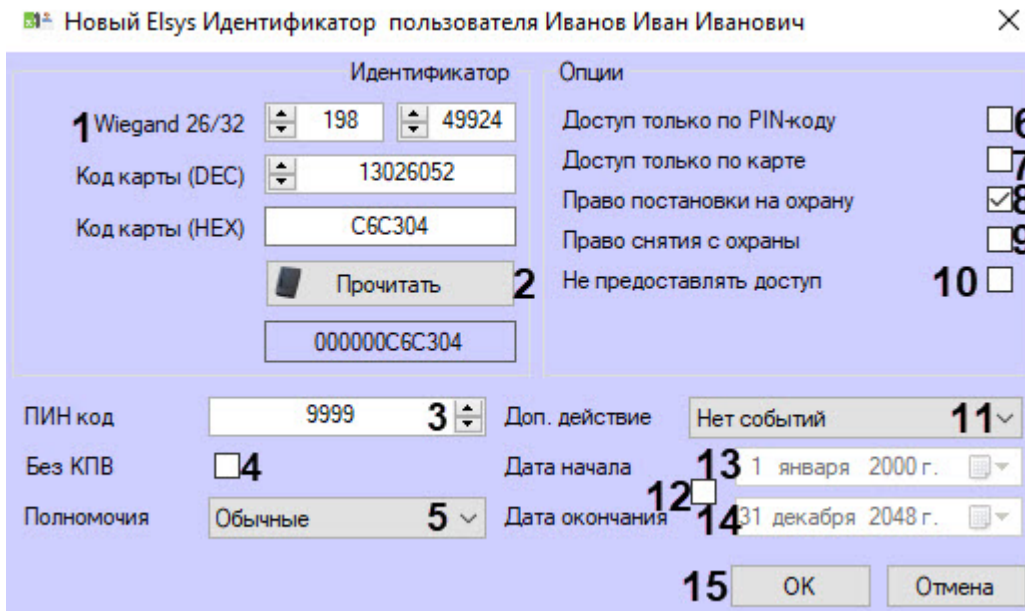 Новый Elsys Идентификатор пользователя Иванов Иван Иванович
Идентификатор
1 Wiegand 26/32 198 49924
Код карты (DEC) 13026052
Код карты (HEX) C6C304
Прочитать 2
000000C6C304
Опции
Доступ только по PIN-коду 6
Доступ только по карте 7
Право постановки на охрану 8
Право снятия с охраны 9
Не предоставлять доступ 10
ПИН код 9999 3
Доп. действие Нет событий 11
Без КПВ 4
Дата начала 13 1 января 2000 г.
12
Полномочия Обычные 5
Дата окончания 14 31 декабря 2048 г.
15 OK Отмена